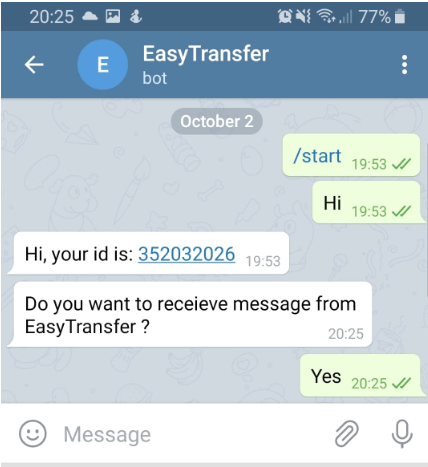 20:25 77%
E EasyTransfer
bot
October 2
/start 19:53
Hi 19:53
Hi, your id is: 352032026 19:53
Do you want to receieve message from
EasyTransfer ?
20:25
Yes 20:25
Message